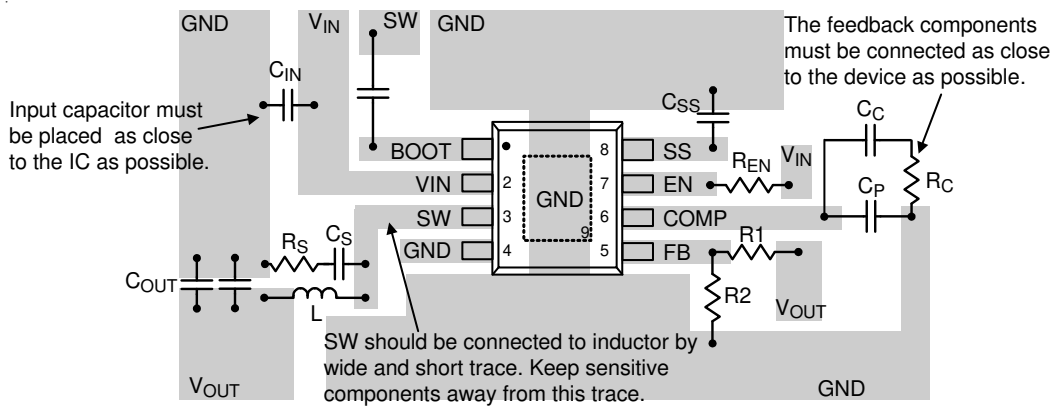 GND
VIN
SW
GND
The feedback components
must be connected as close
to the device as possible.
CIN
Input capacitor must
be placed as close
to the IC as possible.
CSS
CC
BOOT
8
SS
REN
VIN
VIN
2
GND
7
EN
CP
RC
SW
3
6
COMP
9
GND
4
5
FB
R1
RS
CS
COUT
R2
VOUT
L
SW should be connected to inductor by
wide and short trace. Keep sensitive
components away from this trace.
VOUT
GND